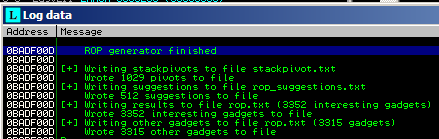 L Log data
Address Message
0BADF00D
0BADF00D ROP generator finished
0BADF00D
0BADF00D [+] Writing stackpivots to file stackpivot.txt
0BADF00D Wrote 1029 pivots to file
0BADF00D [+] Writing suggestions to file rop_suggestions.txt
0BADF00D Wrote 512 suggestions to file
0BADF00D [+] Writing results to file rop.txt (3352 interesting gadgets)
0BADF00D Wrote 3352 interesting gadgets to file
0BADF00D [+] Writing other gadgets to file rop.txt (3315 gadgets)
0BADF00D Wrote 3315 other gadgets to file